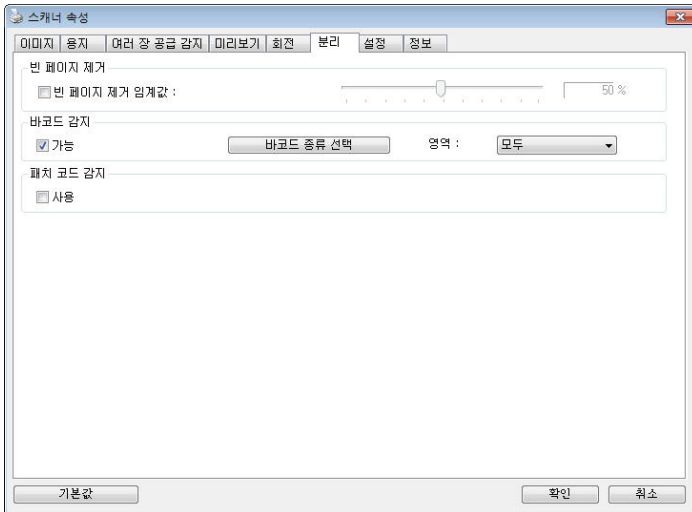 스캐너 속성
이미지 용지 여러 장 공급 감지 미리보기 회전 분리 설정 정보
빈 페이지 제거
빈 페이지 제거 임계값 : 50 %
바코드 감지
가능 바코드 종류 선택 영역 : 모두
패치 코드 감지
사용
기본값 확인 취소